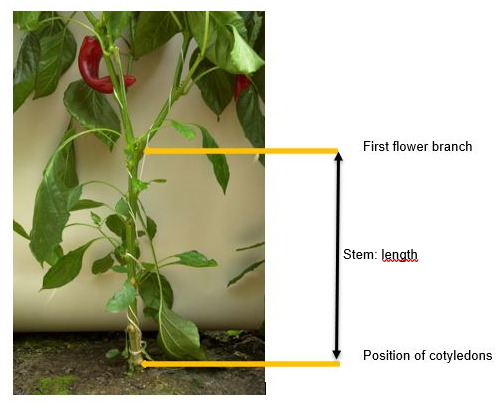 First flower branch
Stem: length
Position of cotyledons